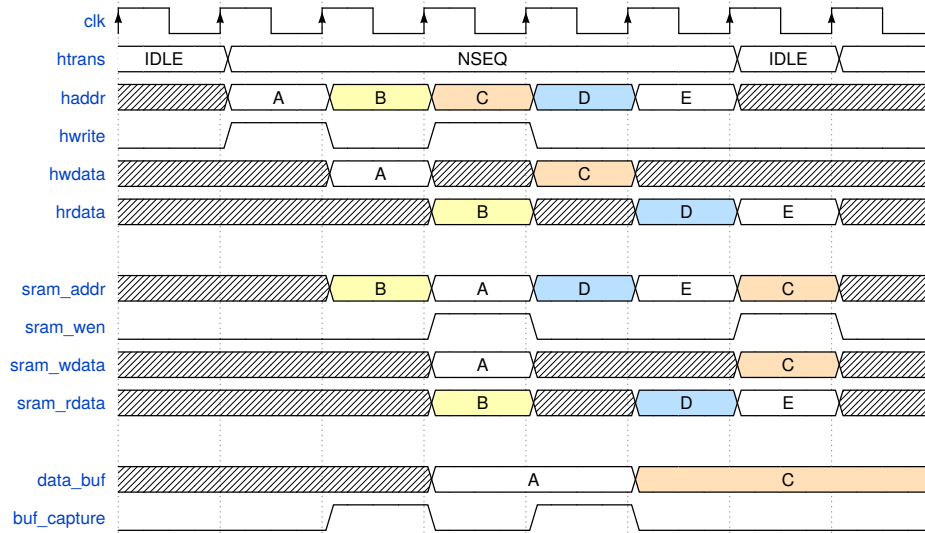 clk
htrans IDLE NSEQ IDLE
haddr A B C D E
hwrite
hwdata A C
hrdata B D E
sram_addr B A D E C
sram_wen
sram_wdata A C
sram_rdata B D E
data_buf A C
buf_capture